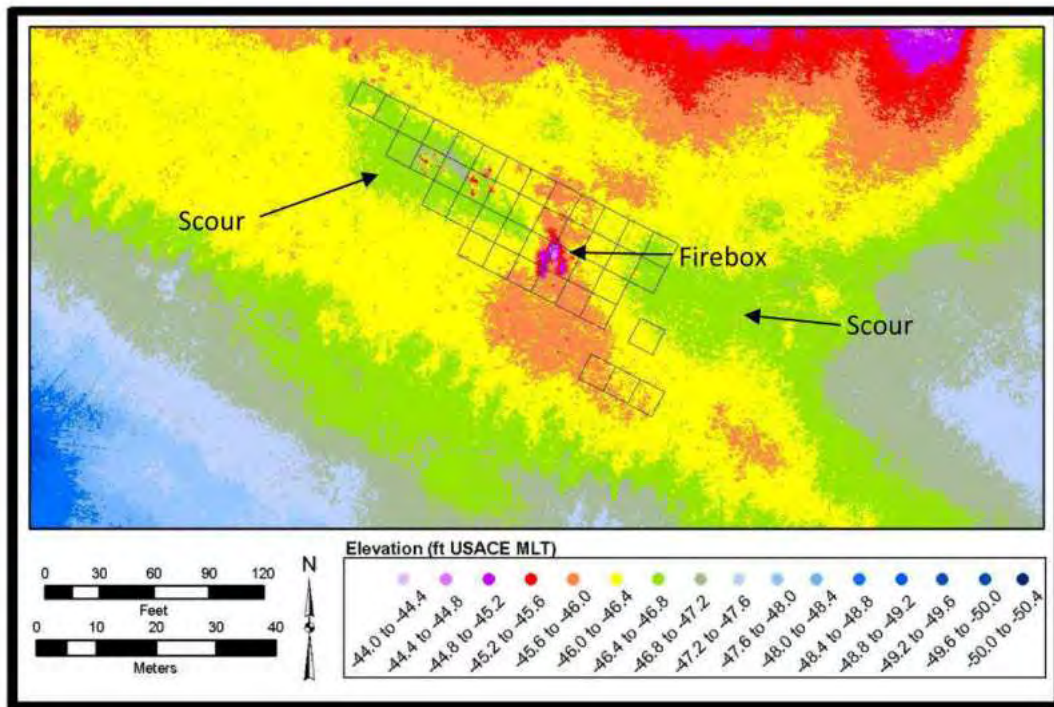 Scour
Firebox
Scour
0 30 60 90 120
Feet
0 10 20 30 40
Meters
N
Elevation (ft USACE MLT)
-44.0 to -44.4
-44.4 to -44.8
-44.8 to -45.2
-45.2 to -45.6
-45.6 to -46.0
-46.0 to -46.4
-46.4 to -46.8
-46.8 to -47.2
-47.2 to -47.6
-47.6 to -48.0
-48.0 to -48.4
-48.4 to -48.8
-48.8 to -49.2
-49.2 to -49.6
-49.6 to -50.0
-50.0 to -50.4